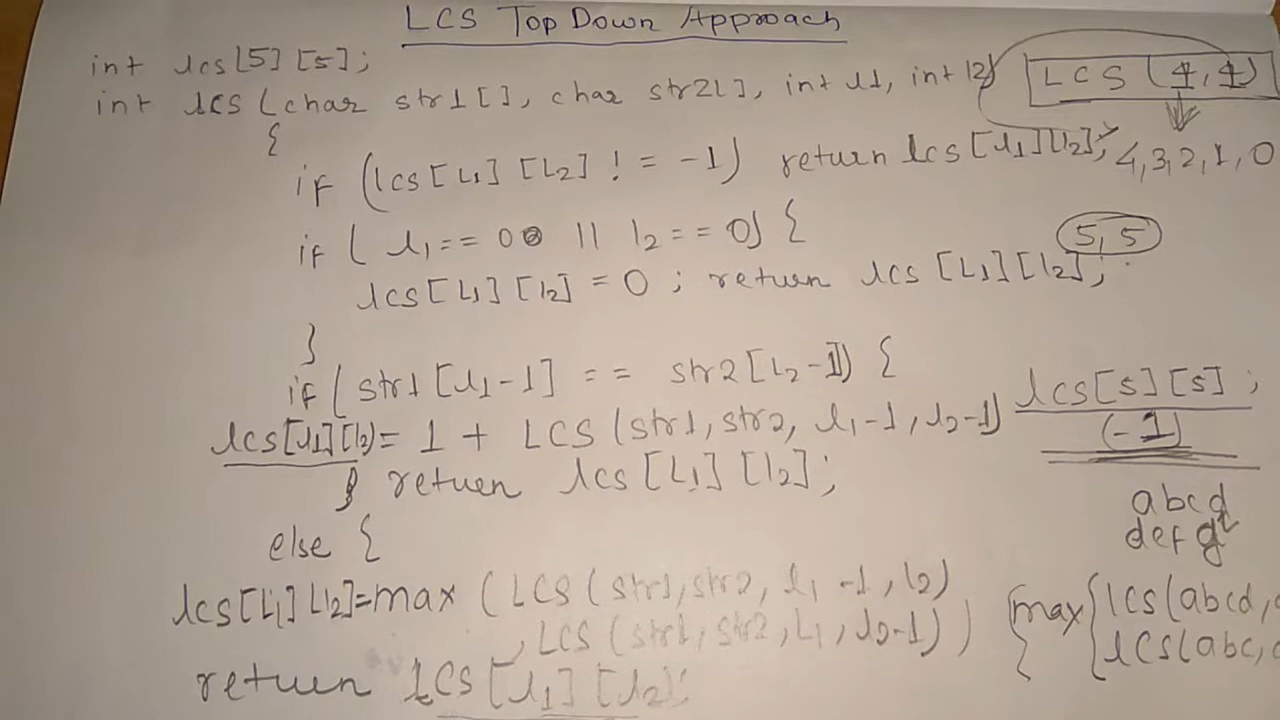 LCS Top Down Approach
int lcs[5][5];
int LCS (char str1[], char str2[], int l1, int l2)
LCS (4, 4)
{
if (lcs[L1][L2] != -1) return lcs[l1][l2];
4, 3, 2, 1, 0
if ( l1 == 0 || l2 == 0) {
5, 5
lcs[L1][l2] = 0 ; return lcs [L1][l2];
}
if ( str1 [l1-1] == str2 [l2-1]) {
lcs[5][5] ;
lcs[l1][l2] = 1 + LCS (str1, str2, l1-1, l2-1)
(-1)
} return lcs [L1] [l2];
abcd
defg
else {
lcs[L1][L2]=max (LCS (str1, str2, l1-1, l2)
, LCS (str1, str2, L1, l2-1) )
return LCS [l1] [l2];
{max {lcs(abcd,
lcs(abc,